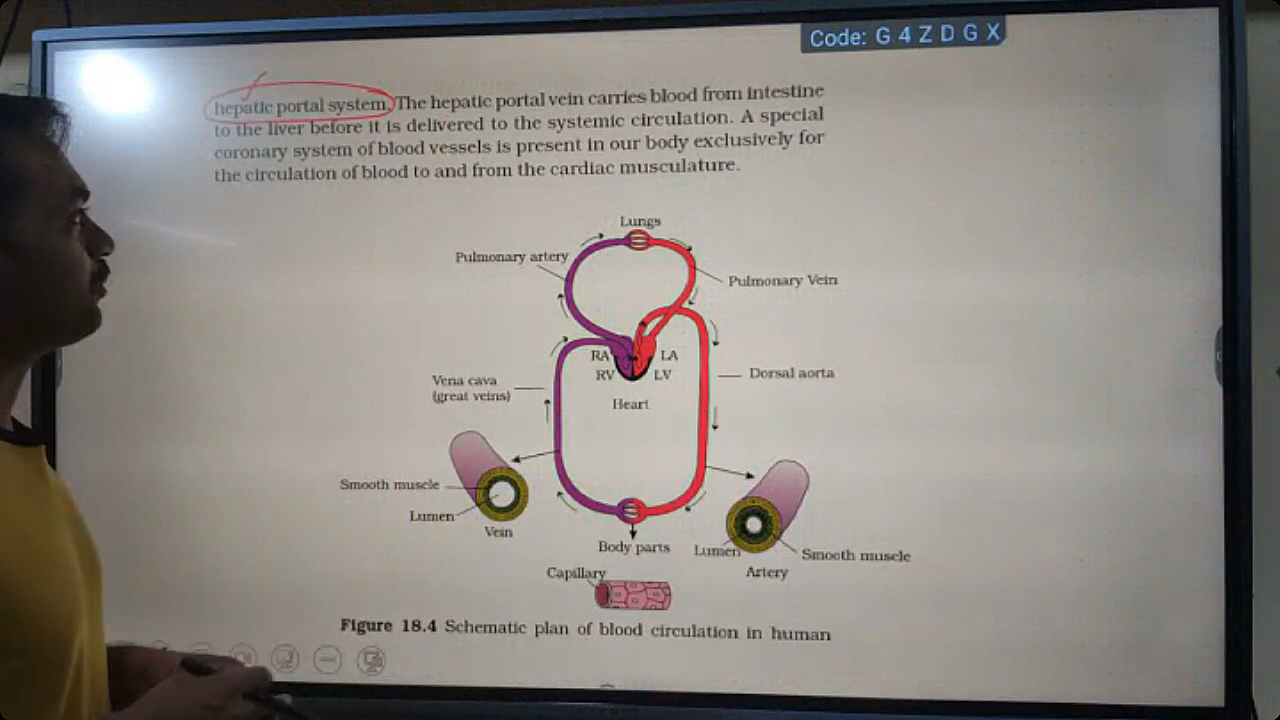 Code: G 4 Z D G X
hepatic portal system. The hepatic portal vein carries blood from intestine
to the liver before it is delivered to the systemic circulation. A special
coronary system of blood vessels is present in our body exclusively for
the circulation of blood to and from the cardiac musculature.
Lungs
Pulmonary artery
Pulmonary Vein
RA
LA
RV
LV
Heart
Vena cava
(great veins)
Dorsal aorta
Smooth muscle
Lumen
Vein
Body parts
Lumen
Smooth muscle
Artery
Capillary
Figure 18.4 Schematic plan of blood circulation in human